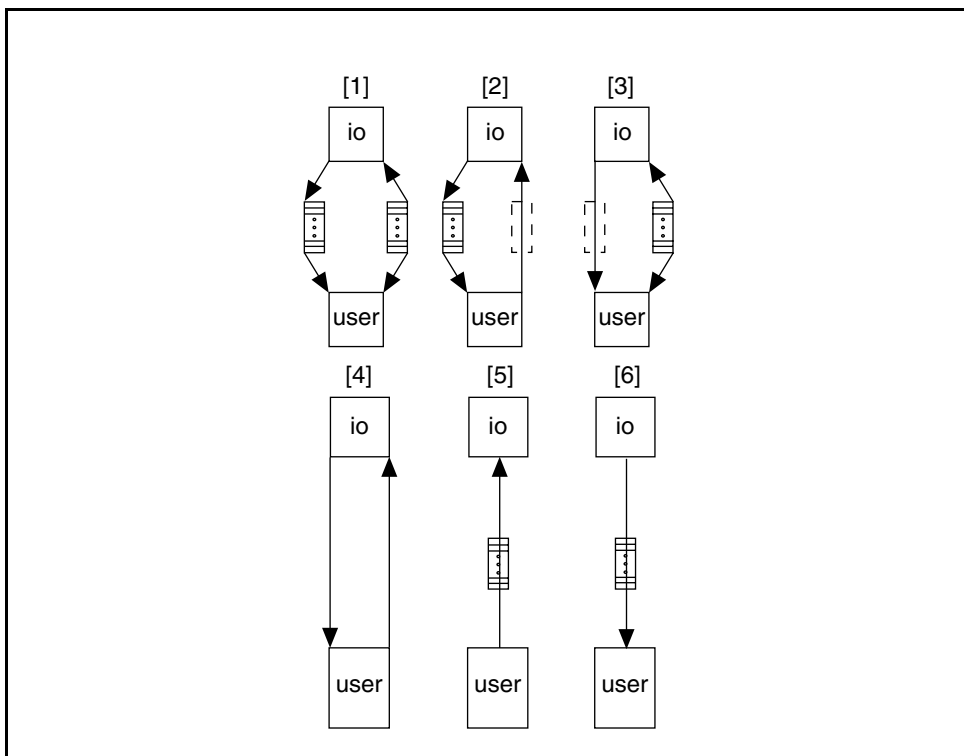 [1] [2] [3]
io io io
user user user
[4] [5] [6]
io io io
user user user